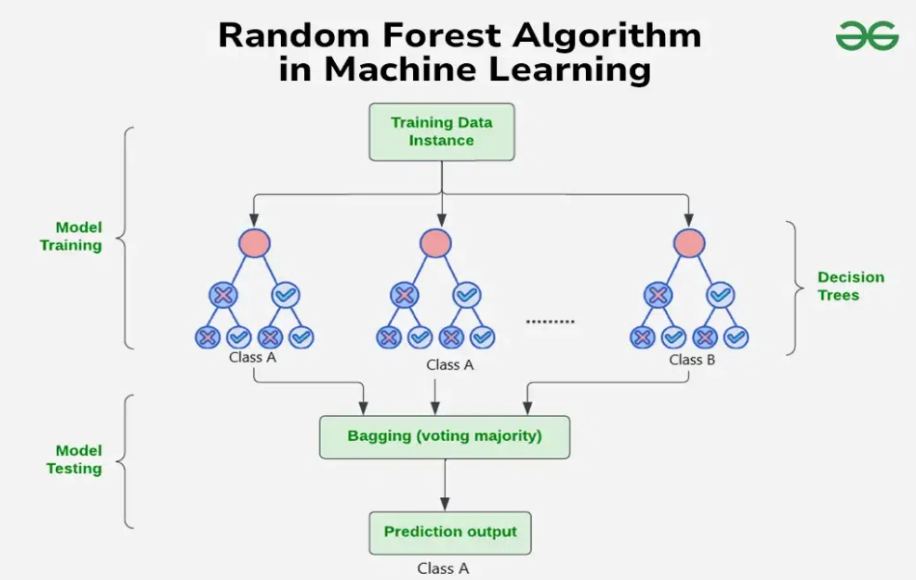 Random Forest Algorithm
in Machine Learning
Training Data
Instance
Model
Training
Decision
Trees
.........
Class A
Class A
Class B
Bagging (voting majority)
Model
Testing
Prediction output
Class A